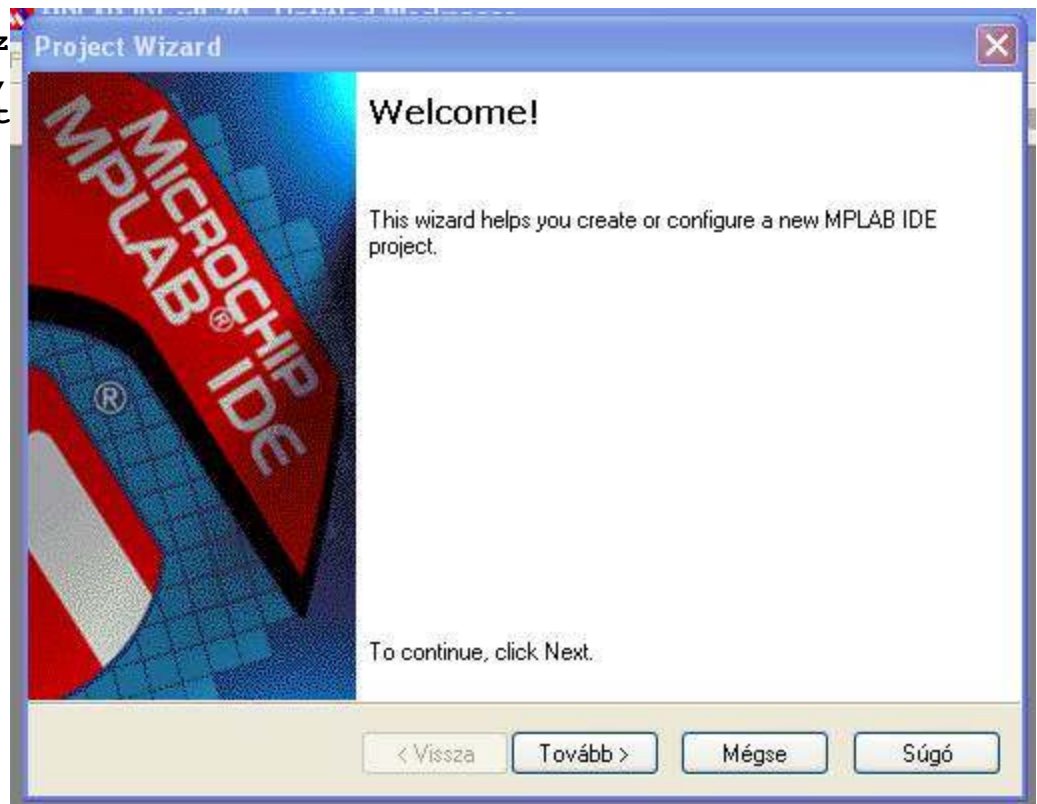 Project Wizard
MICROCHIP
MPLAB® IDE
®
Welcome!
This wizard helps you create or configure a new MPLAB IDE
project.
To continue, click Next.
< Vissza
Tovább >
Mégse
Súgó